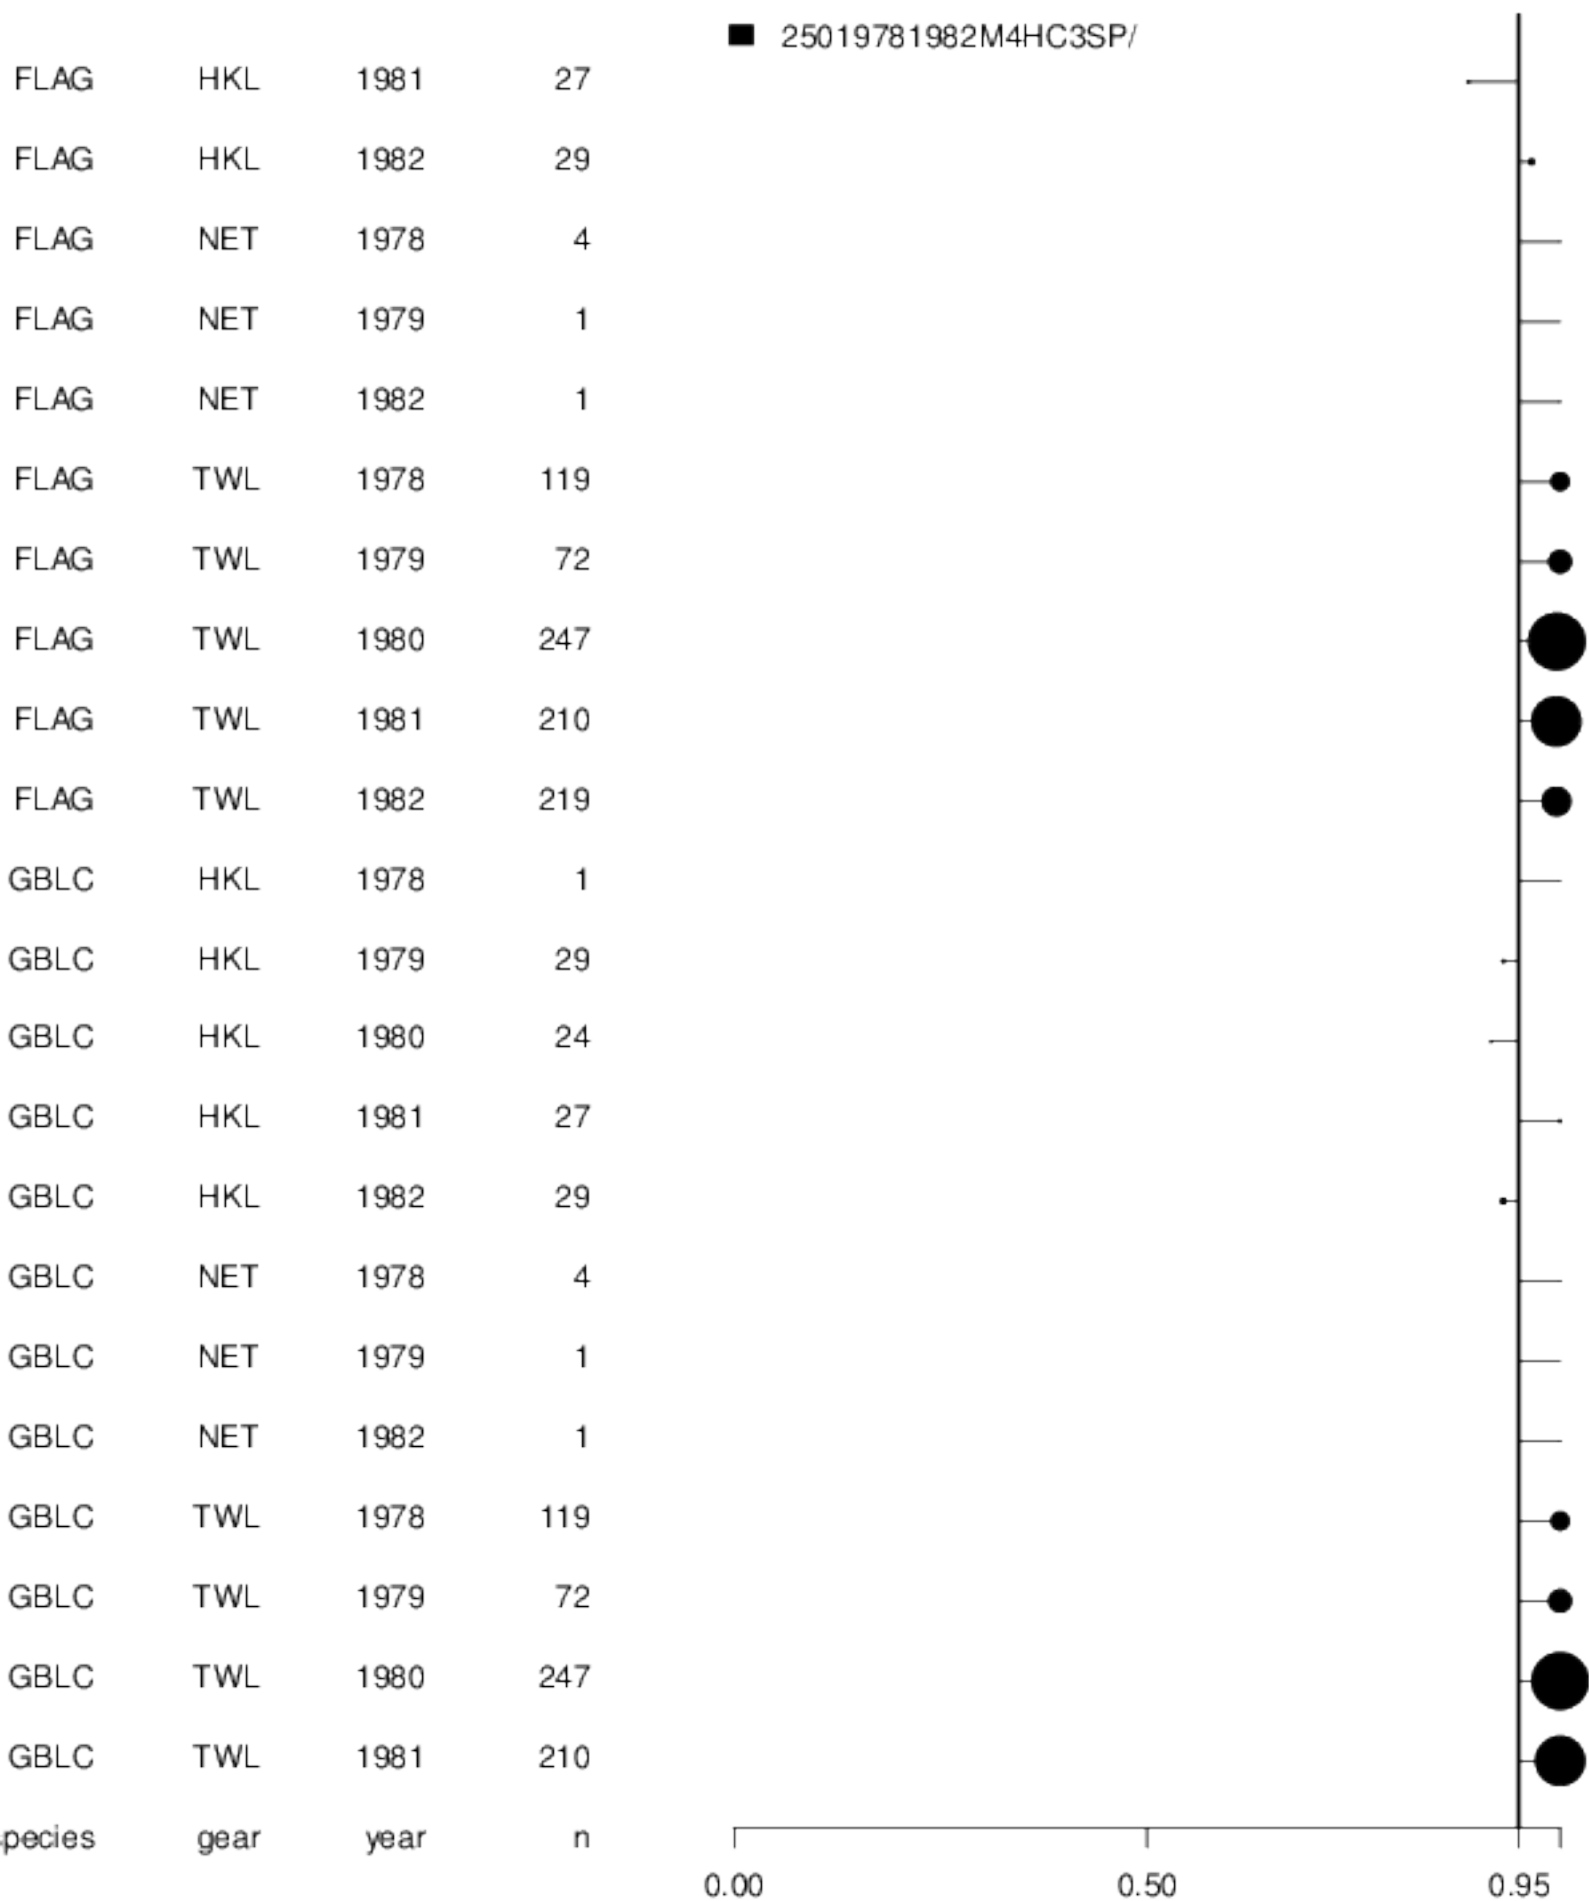 25019781982M4HC3SP/
FLAG HKL 1981 27
FLAG HKL 1982 29
FLAG NET 1978 4
FLAG NET 1979 1
FLAG NET 1982 1
FLAG TWL 1978 119
FLAG TWL 1979 72
FLAG TWL 1980 247
FLAG TWL 1981 210
FLAG TWL 1982 219
GBLC HKL 1978 1
GBLC HKL 1979 29
GBLC HKL 1980 24
GBLC HKL 1981 27
GBLC HKL 1982 29
GBLC NET 1978 4
GBLC NET 1979 1
GBLC NET 1982 1
GBLC TWL 1978 119
GBLC TWL 1979 72
GBLC TWL 1980 247
GBLC TWL 1981 210
pecies gear year n
0.00 0.50 0.95